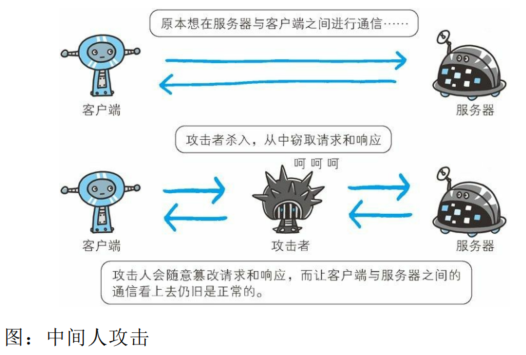 原本想在服务器与客户端之间进行通信……
客户端
服务器
攻击者杀入，从中窃取请求和响应
呵呵呵
客户端
攻击者
服务器
攻击人会随意篡改请求和响应，而让客户端与服务器之间的
通信看上去仍旧是正常的。
图：中间人攻击